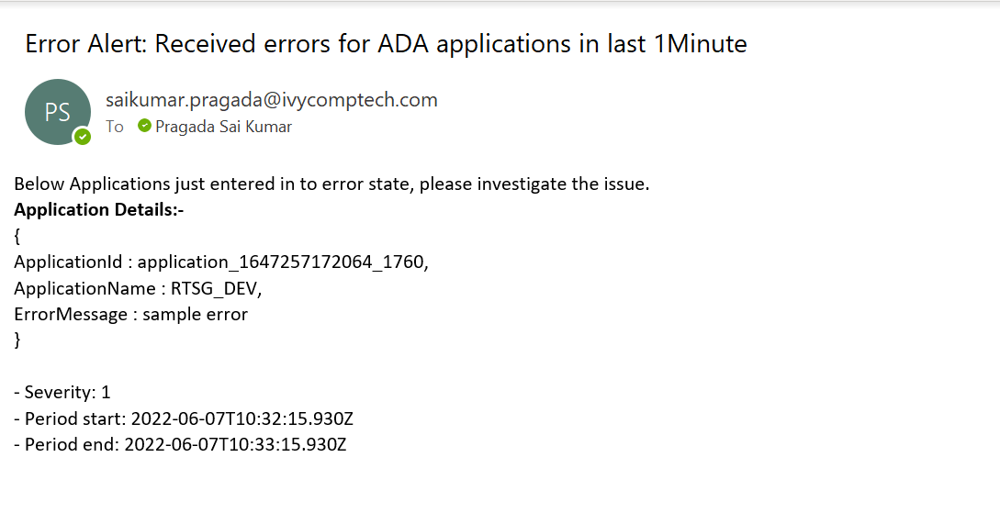 Error Alert: Received errors for ADA applications in last 1Minute
PS
saikumar.pragada@ivycomptech.com
To Pragada Sai Kumar
Below Applications just entered in to error state, please investigate the issue.
Application Details:-
{
ApplicationId : application_1647257172064_1760,
ApplicationName : RTSG_DEV,
ErrorMessage : sample error
}
- Severity: 1
- Period start: 2022-06-07T10:32:15.930Z
- Period end: 2022-06-07T10:33:15.930Z